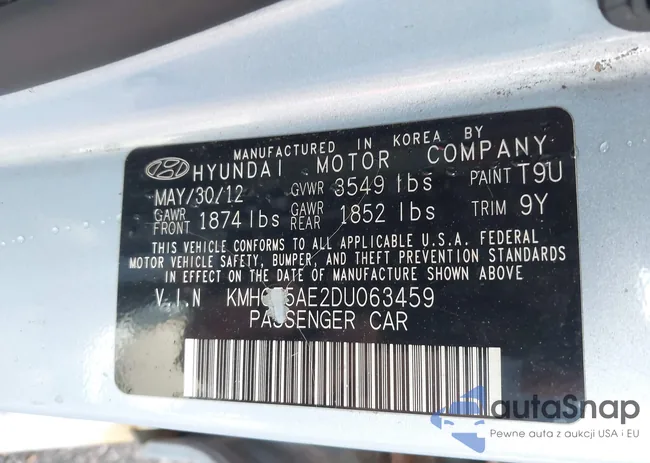 MANUFACTURED IN KOREA BY
HYUNDAI MOTOR COMPANY
MAY/30/12 GVWR 3549 lbs PAINT T9U
GAWR FRONT 1874 lbs GAWR REAR 1852 lbs TRIM 9Y
THIS VEHICLE CONFORMS TO ALL APPLICABLE U.S.A. FEDERAL
MOTOR VEHICLE SAFETY, BUMPER, AND THEFT PREVENTION STANDARDS
IN EFFECT ON THE DATE OF MANUFACTURE SHOWN ABOVE
V.I.N
PASSENGER CAR
autaSnap
Pewne auta z aukcji USA i EU